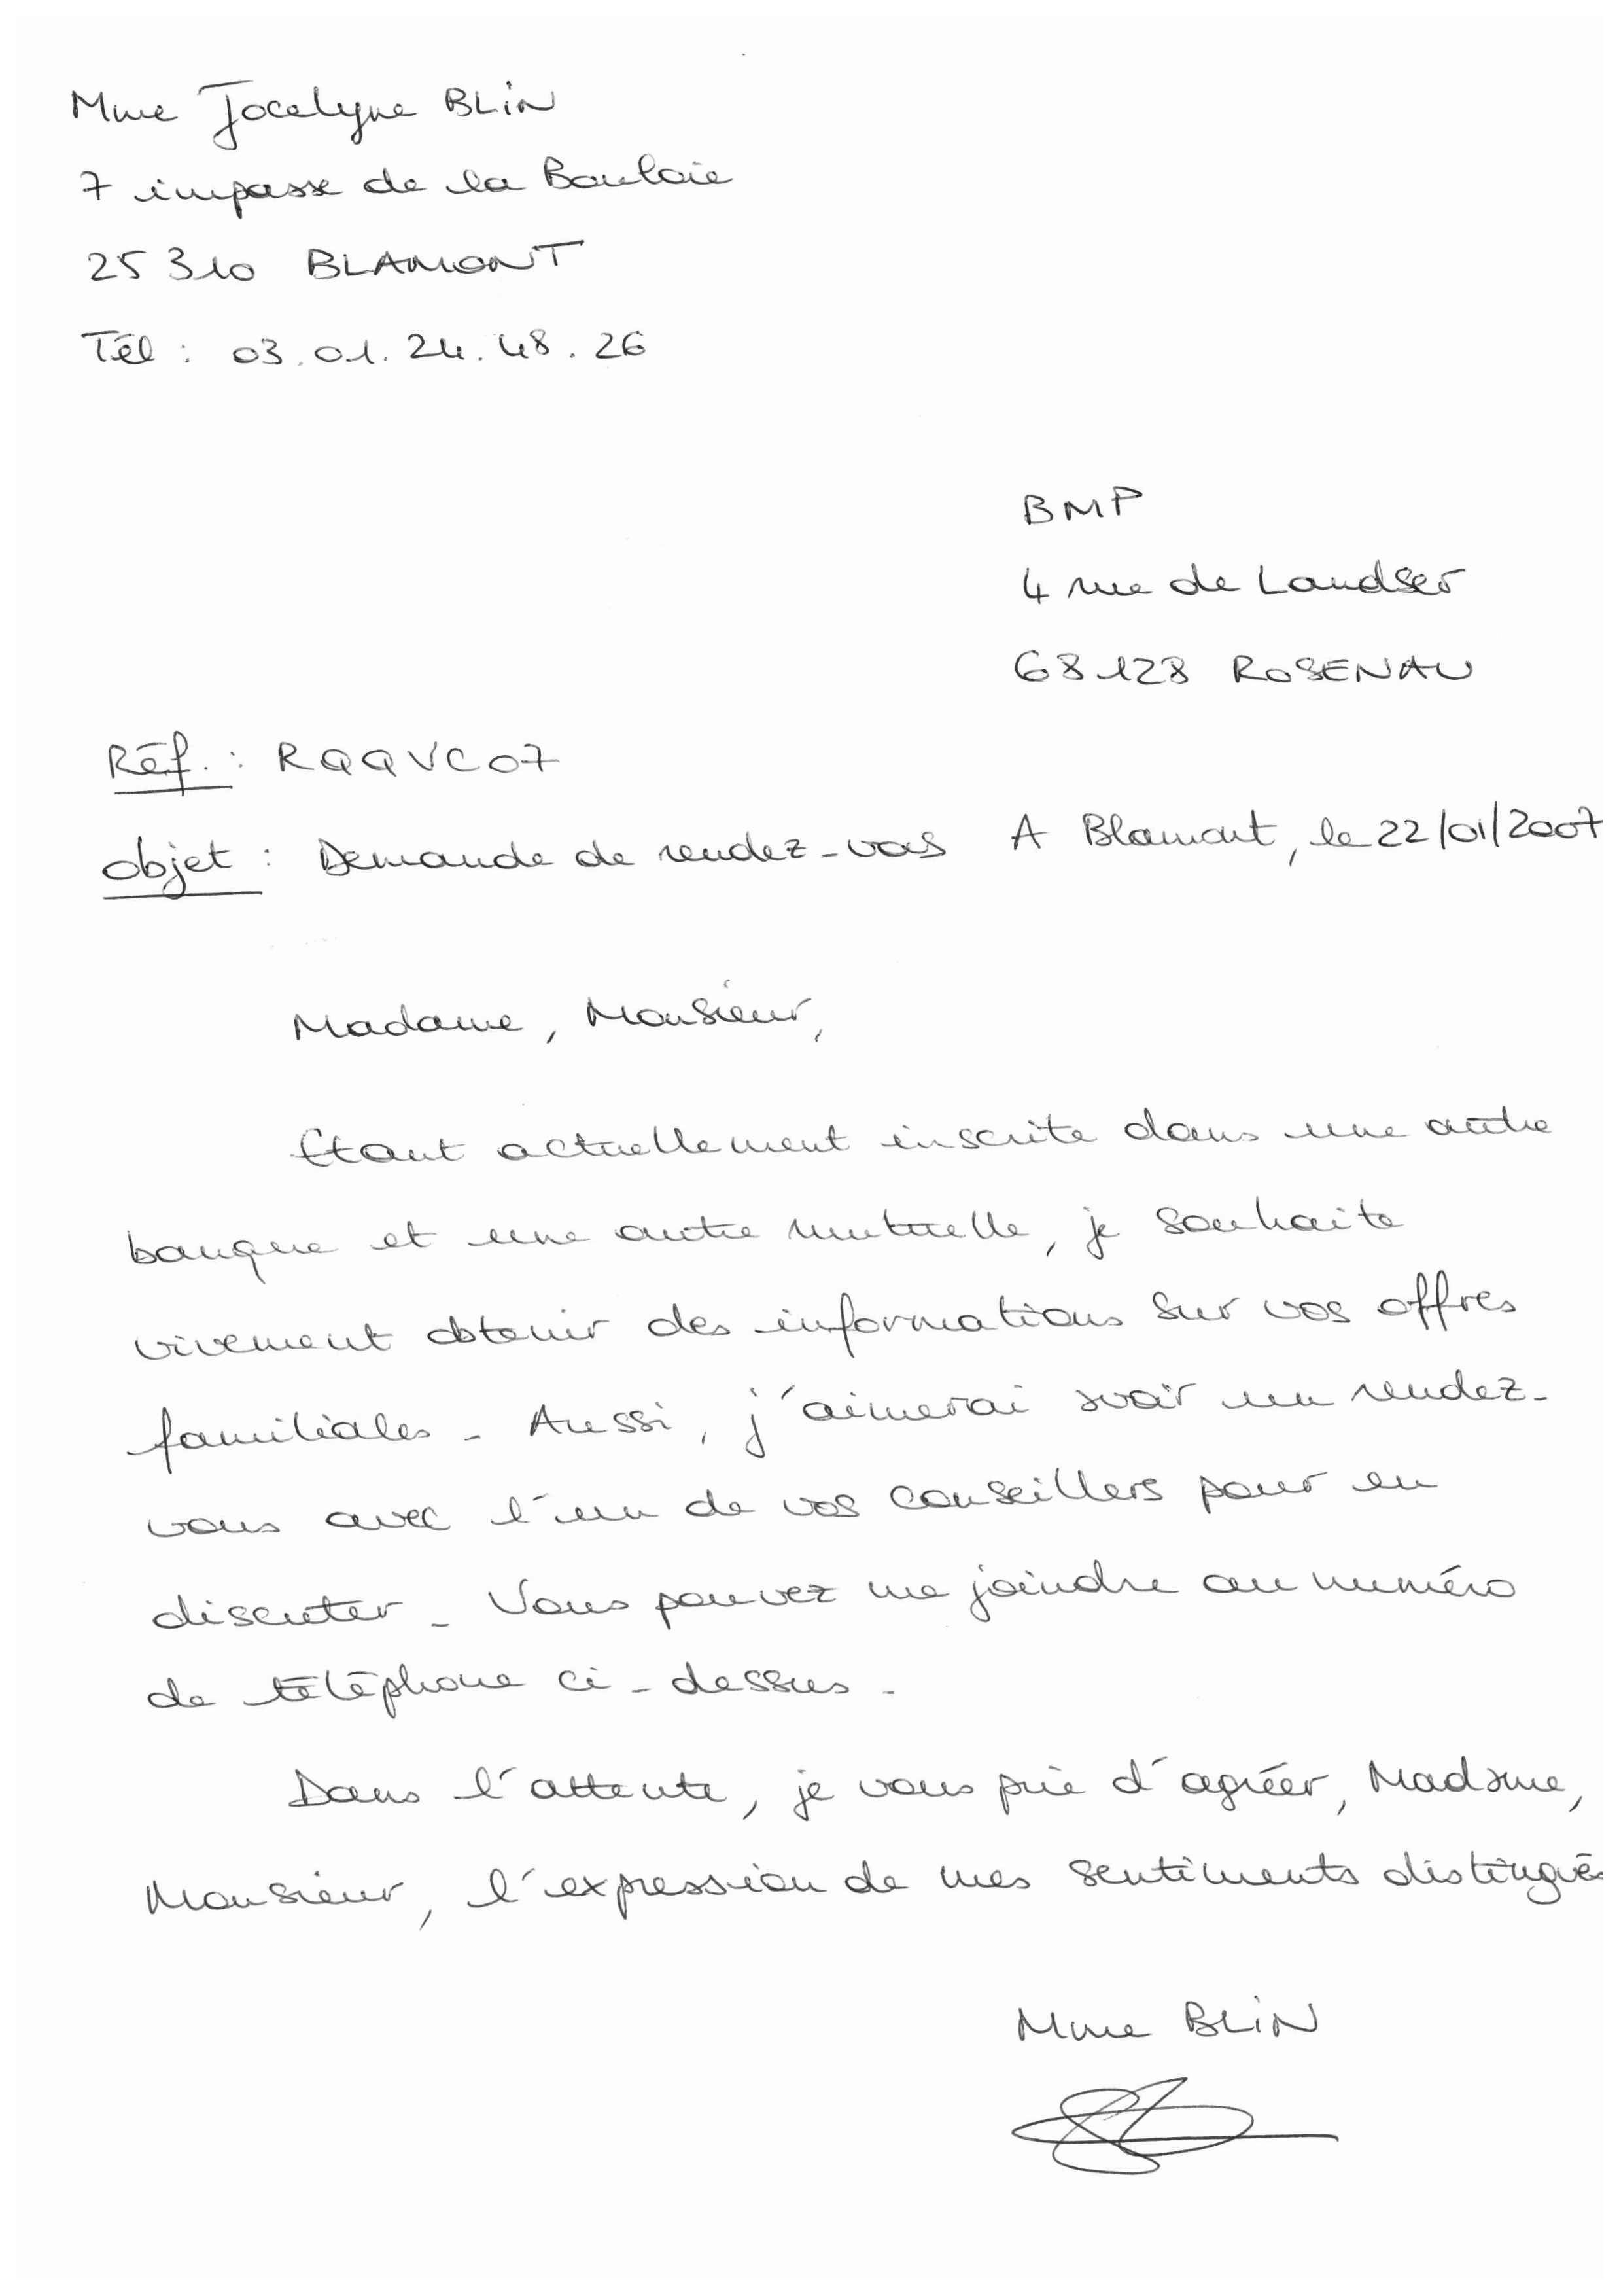 Mme Jocelyne BLIN
7 impasse de la Boulaie
25 310 BLAMONT
Tél : 03.01.24.48.26
BMP
4 rue de Landser
68128 ROSENAU
Réf. : RQQVC07
Objet : Demande de rendez-vous A Blamont, le 22/01/2007
Madame, Monsieur,
Etant actuellement inscrite dans une autre
banque et une autre mutuelle, je souhaite
vivement obtenir des informations sur vos offres
familiales. Aussi, j'aimerai avoir un rendez-
vous avec l'un de vos conseillers pour en
discuter. Vous pouvez me joindre au numéro
de téléphone ci-dessus.
Dans l'attente, je vous prie d'agréer, Madame,
Monsieur, l'expression de mes sentiments distingués
Mme BLIN